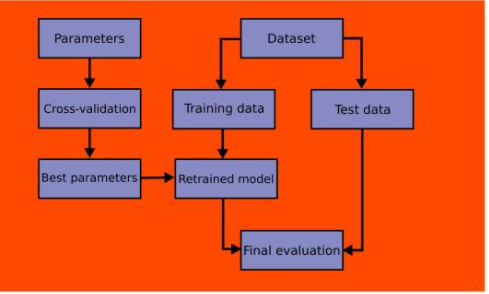 Parameters
Dataset
Cross-validation
Training data
Test data
Best parameters
Retrained model
Final evaluation